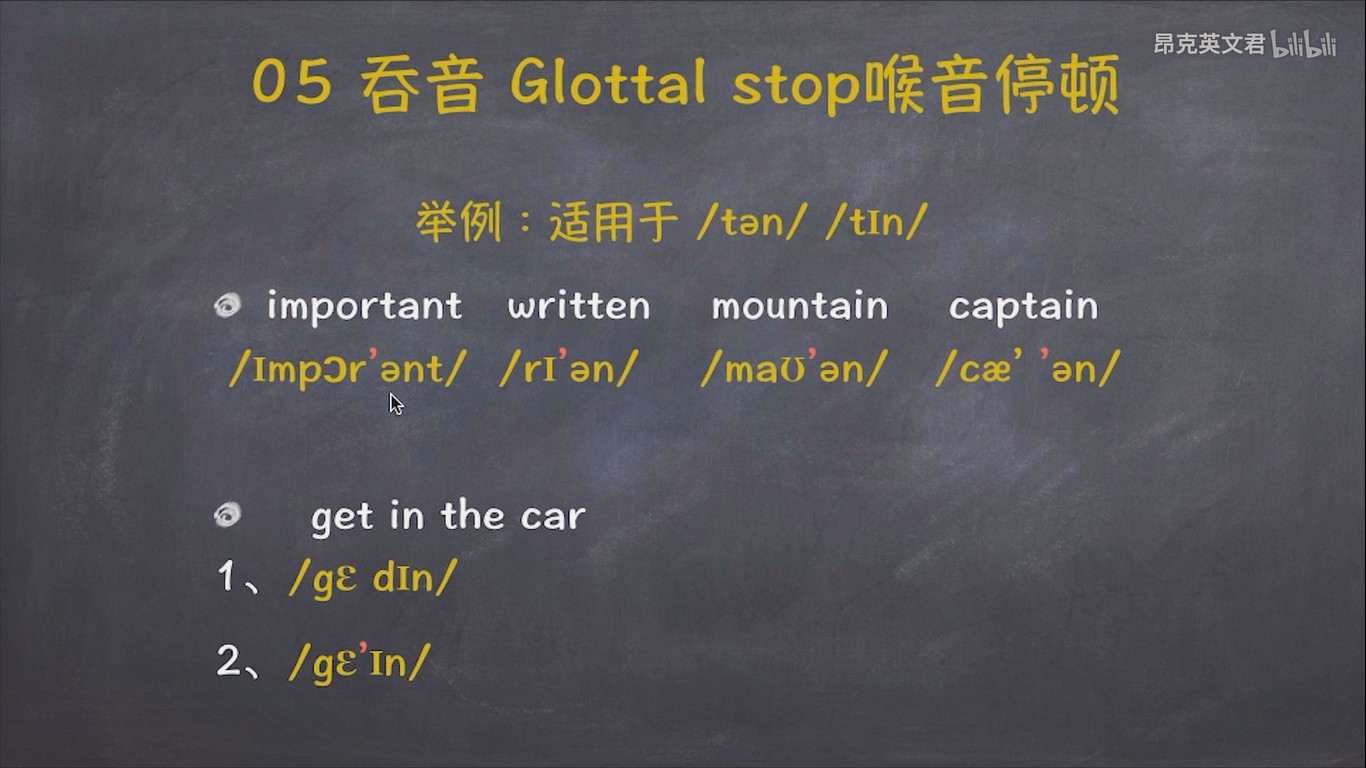 昂克英文君 bilibili
05 吞音 Glottal stop喉音停顿
举例：适用于 /tən/ /tɪn/
important written mountain captain
/ɪmpɔr’ənt/ /rɪ’ən/ /maʊ’ən/ /cæ’ ’ən/
get in the car
1、/gɛ dɪn/
2、/gɛ’ɪn/